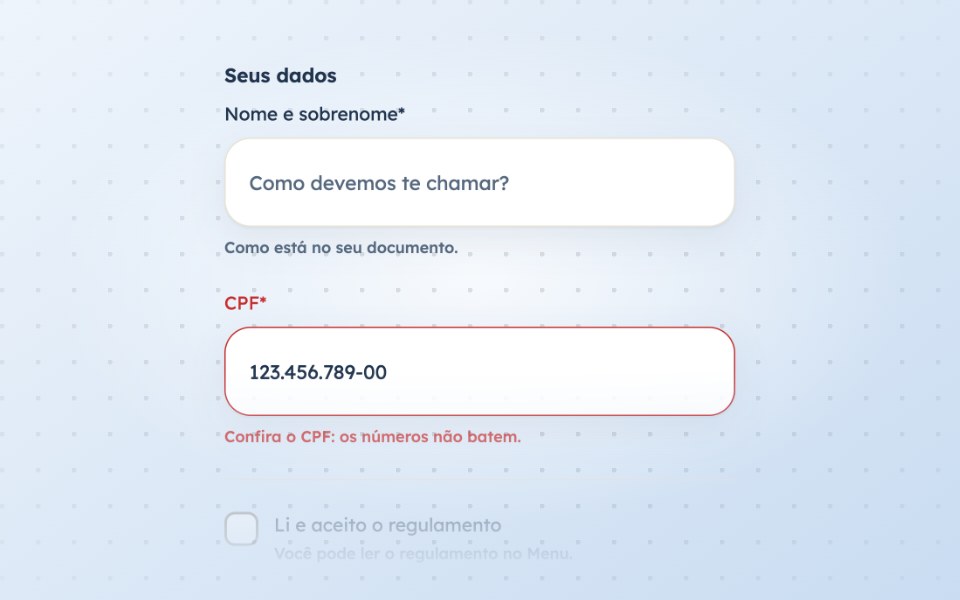 Seus dados
Nome e sobrenome*
Como devemos te chamar?
Como está no seu documento.
CPF*
123.456.789-00
Confira o CPF: os números não batem.
Li e aceito o regulamento
Você pode ler o regulamento no Menu.